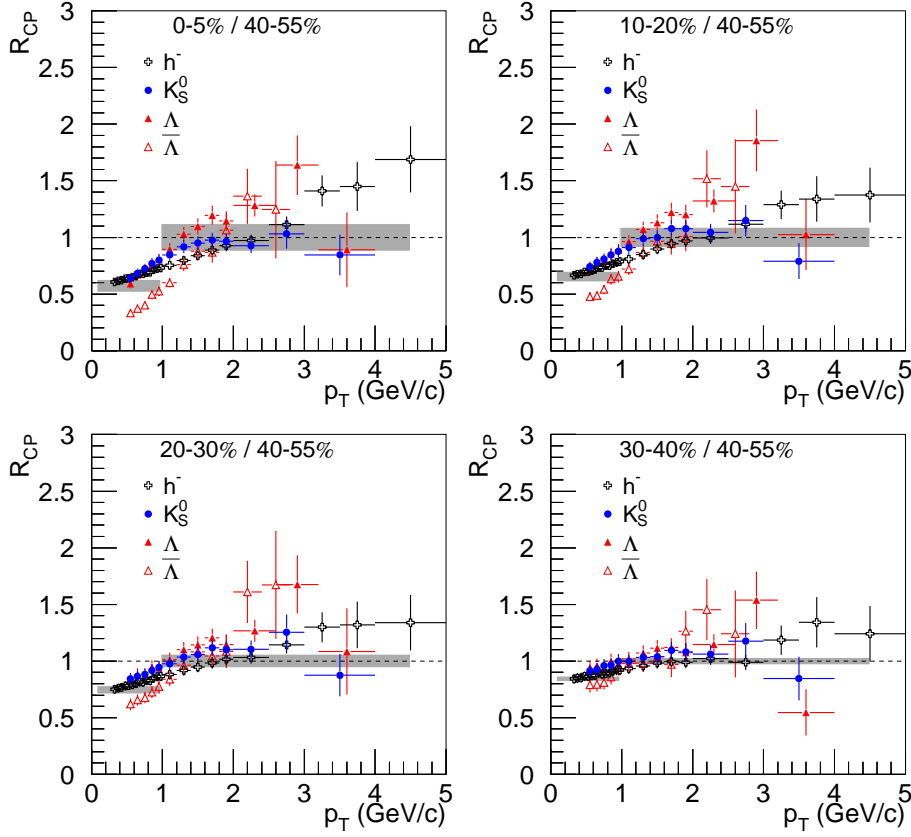 R_CP
0-5% / 40-55%
3
2.5
2
1.5
1
0.5
0
h⁻
K⁰_S
Λ
Λ̅
0 1 2 3 4 5
p_T (GeV/c)
R_CP
10-20% / 40-55%
3
2.5
2
1.5
1
0.5
0
h⁻
K⁰_S
Λ
Λ̅
0 1 2 3 4 5
p_T (GeV/c)
R_CP
20-30% / 40-55%
3
2.5
2
1.5
1
0.5
0
h⁻
K⁰_S
Λ
Λ̅
0 1 2 3 4 5
p_T (GeV/c)
R_CP
30-40% / 40-55%
3
2.5
2
1.5
1
0.5
0
h⁻
K⁰_S
Λ
Λ̅
0 1 2 3 4 5
p_T (GeV/c)